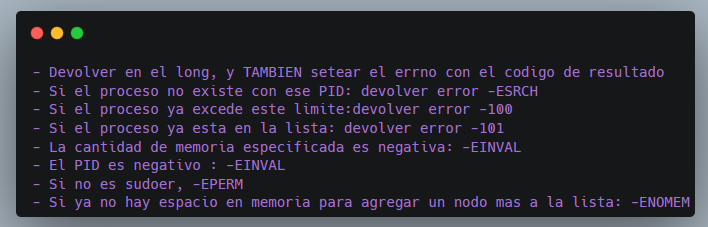 - Devolver en el long, y TAMBIEN setear el errno con el codigo de resultado
- Si el proceso no existe con ese PID: devolver error -ESRCH
- Si el proceso ya excede este limite:devolver error -100
- Si el proceso ya esta en la lista: devolver error -101
- La cantidad de memoria especificada es negativa: -EINVAL
- El PID es negativo : -EINVAL
- Si no es sudoer, -EPERM
- Si ya no hay espacio en memoria para agregar un nodo mas a la lista: -ENOMEM